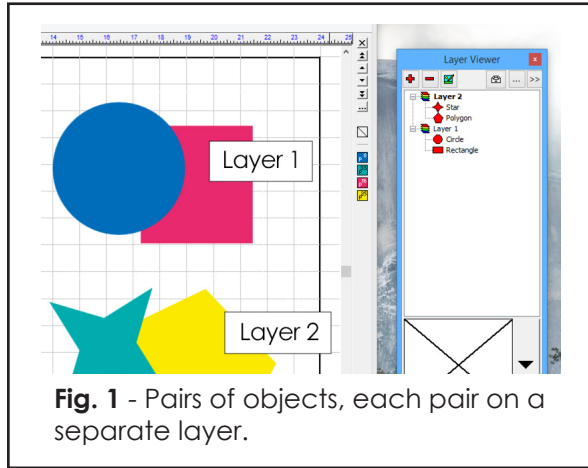 14 15 16 17 18 19 20 21 22 23 24 25
Layer Viewer
... >>
Layer 2
Star
Polygon
Layer 1
Circle
Rectangle
Layer 1
Layer 2
Fig. 1 - Pairs of objects, each pair on a
separate layer.